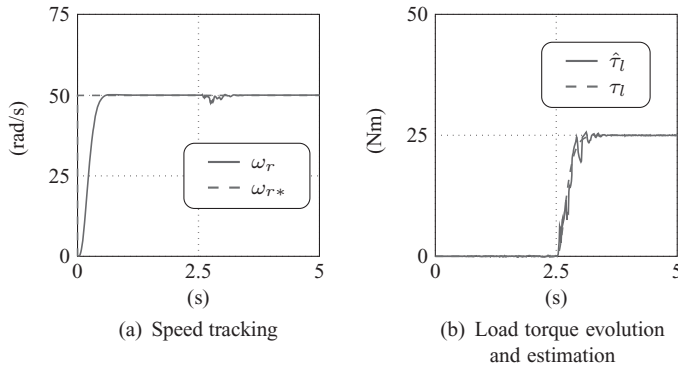 75
50
25
0
(rad/s)
ω_r
ω_{r*}
0
2.5
5
(s)
(a) Speed tracking
50
25
0
(Nm)
τ̂_l
τ_l
0
2.5
5
(s)
(b) Load torque evolution
and estimation